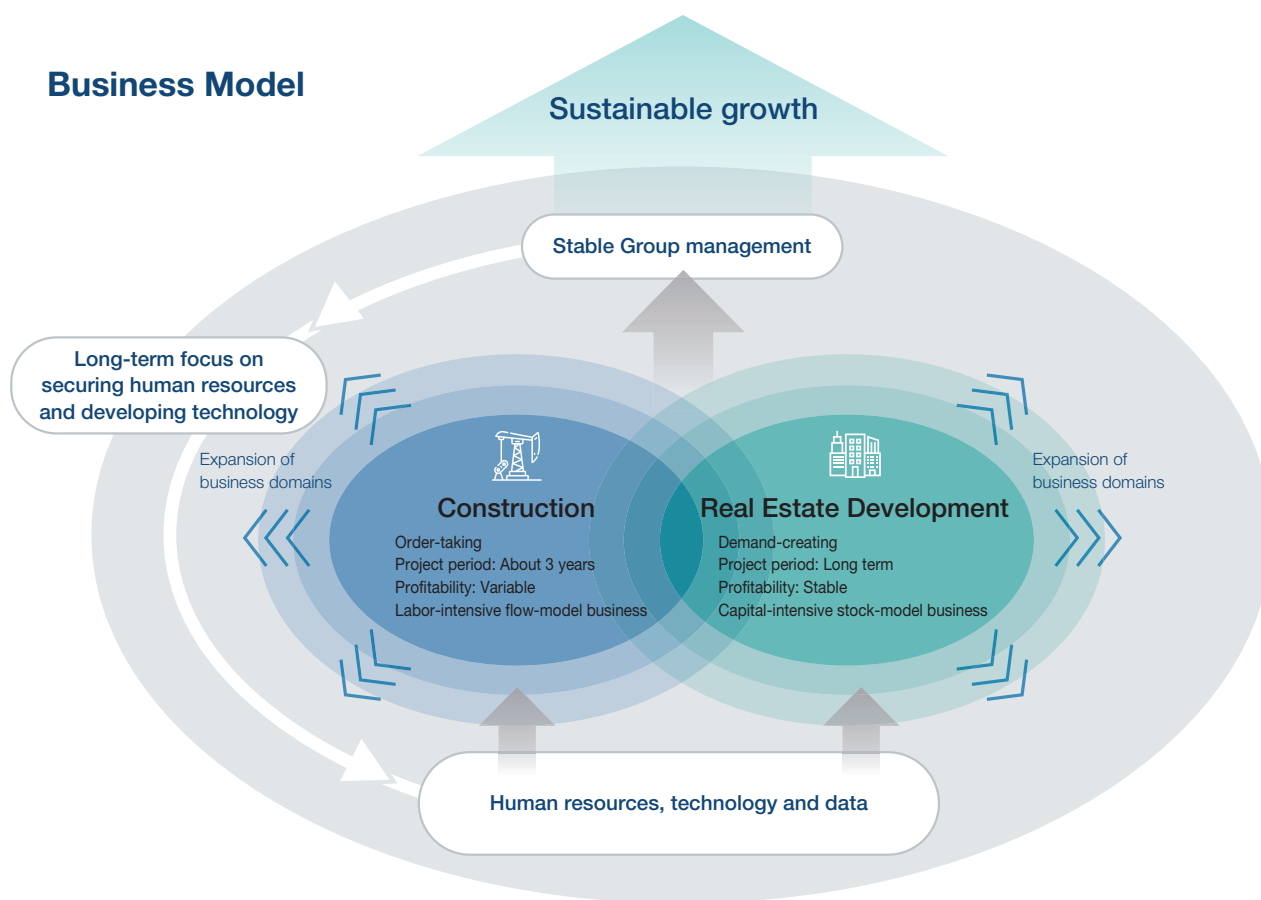 Business Model
Sustainable growth
Stable Group management
Long-term focus on
securing human resources
and developing technology
Expansion of
business domains
Construction
Order-taking
Project period: About 3 years
Profitability: Variable
Labor-intensive flow-model business
Real Estate Development
Demand-creating
Project period: Long term
Profitability: Stable
Capital-intensive stock-model business
Expansion of
business domains
Human resources, technology and data